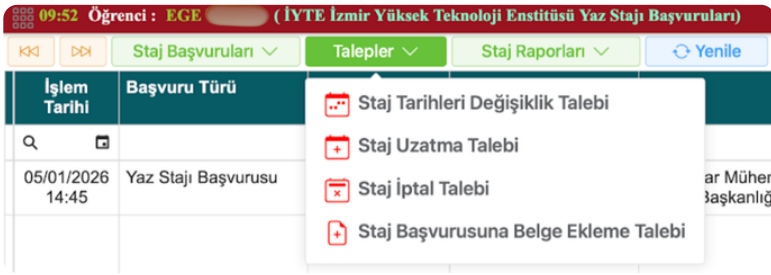 09:52 Öğrenci : EGE ( İYTE İzmir Yüksek Teknoloji Enstitüsü Yaz Stajı Başvuruları)
Staj Başvuruları Talepler Staj Raporları Yenile
İşlem Tarihi Başvuru Türü
Staj Tarihleri Değişiklik Talebi
Staj Uzatma Talebi
05/01/2026 14:45 Yaz Stajı Başvurusu
Staj İptal Talebi
Staj Başvurusuna Belge Ekleme Talebi
ar Müher
Başkanlığ